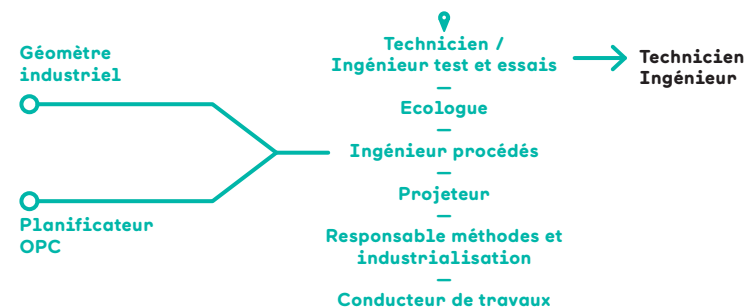 Géomètre
industriel
Planificateur
OPC
Technicien /
Ingénieur test et essais
—
Ecologue
—
Ingénieur procédés
—
Projeteur
—
Responsable méthodes et
industrialisation
—
Conducteur de travaux
Technicien
Ingénieur